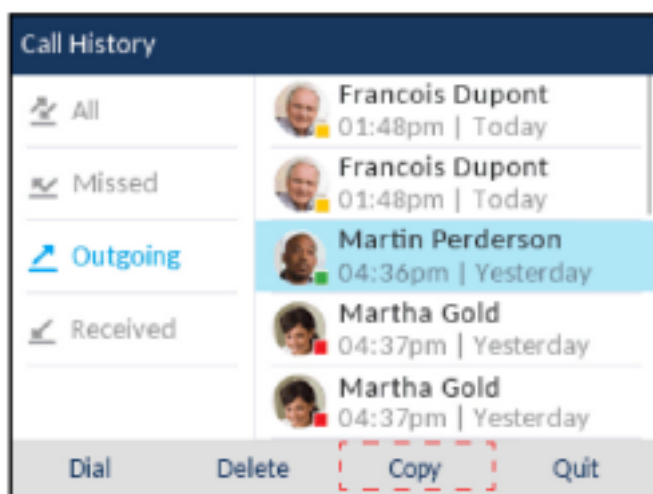 Call History
All
Missed
Outgoing
Received
Francois Dupont
01:48pm | Today
Francois Dupont
01:48pm | Today
Martin Perderson
04:36pm | Yesterday
Martha Gold
04:37pm | Yesterday
Martha Gold
04:37pm | Yesterday
Dial Delete Copy Quit